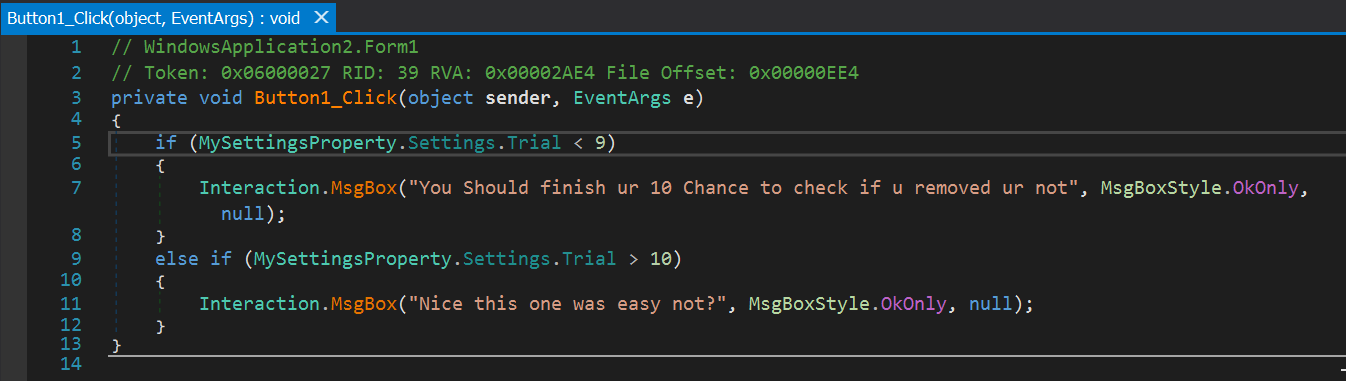 Button1_Click(object, EventArgs) : void X
1 // WindowsApplication2.Form1
2 // Token: 0x06000027 RID: 39 RVA: 0x00002AE4 File Offset: 0x00000EE4
3 private void Button1_Click(object sender, EventArgs e)
4 {
5 if (MySettingsProperty.Settings.Trial < 9)
6 {
7 Interaction.MsgBox("You Should finish ur 10 Chance to check if u removed ur not", MsgBoxStyle.OkOnly,
null);
8 }
9 else if (MySettingsProperty.Settings.Trial > 10)
10 {
11 Interaction.MsgBox("Nice this one was easy not?", MsgBoxStyle.OkOnly, null);
12 }
13 }
14